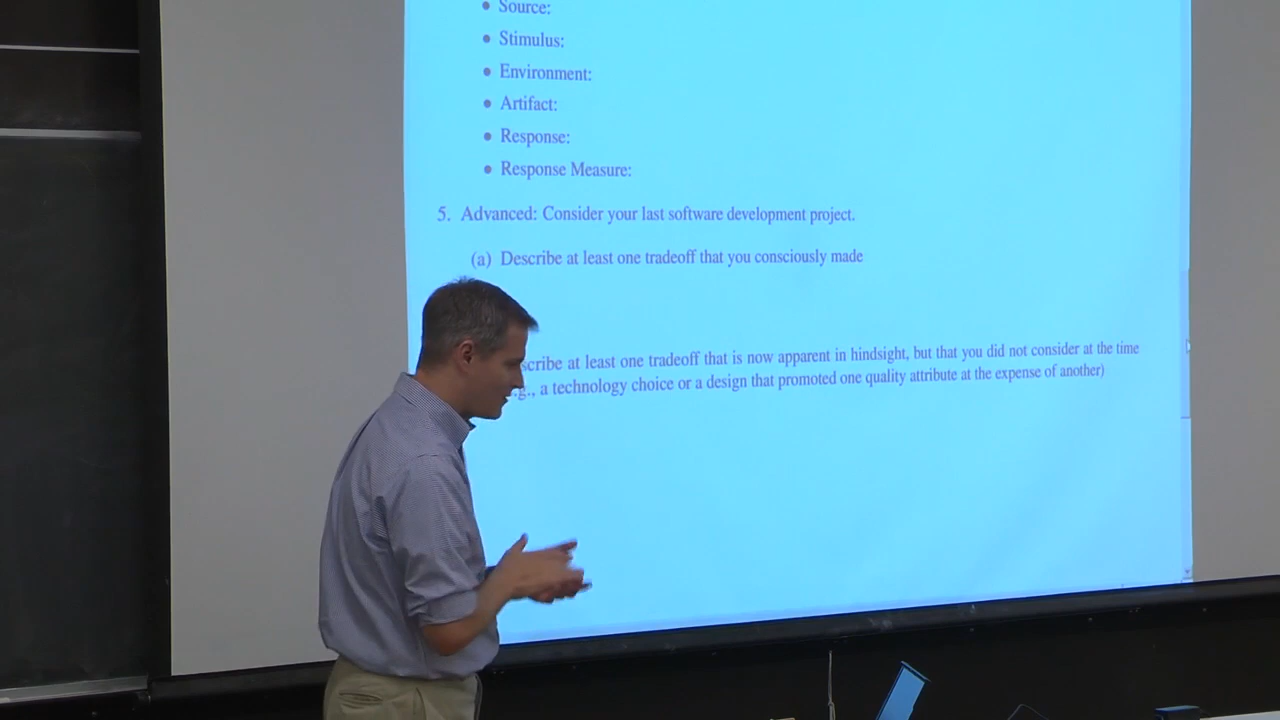 • Source:
• Stimulus:
• Environment:
• Artifact:
• Response:
• Response Measure:
5. Advanced: Consider your last software development project.
(a) Describe at least one tradeoff that you consciously made
scribe at least one tradeoff that is now apparent in hindsight, but that you did not consider at the time
.g., a technology choice or a design that promoted one quality attribute at the expense of another)